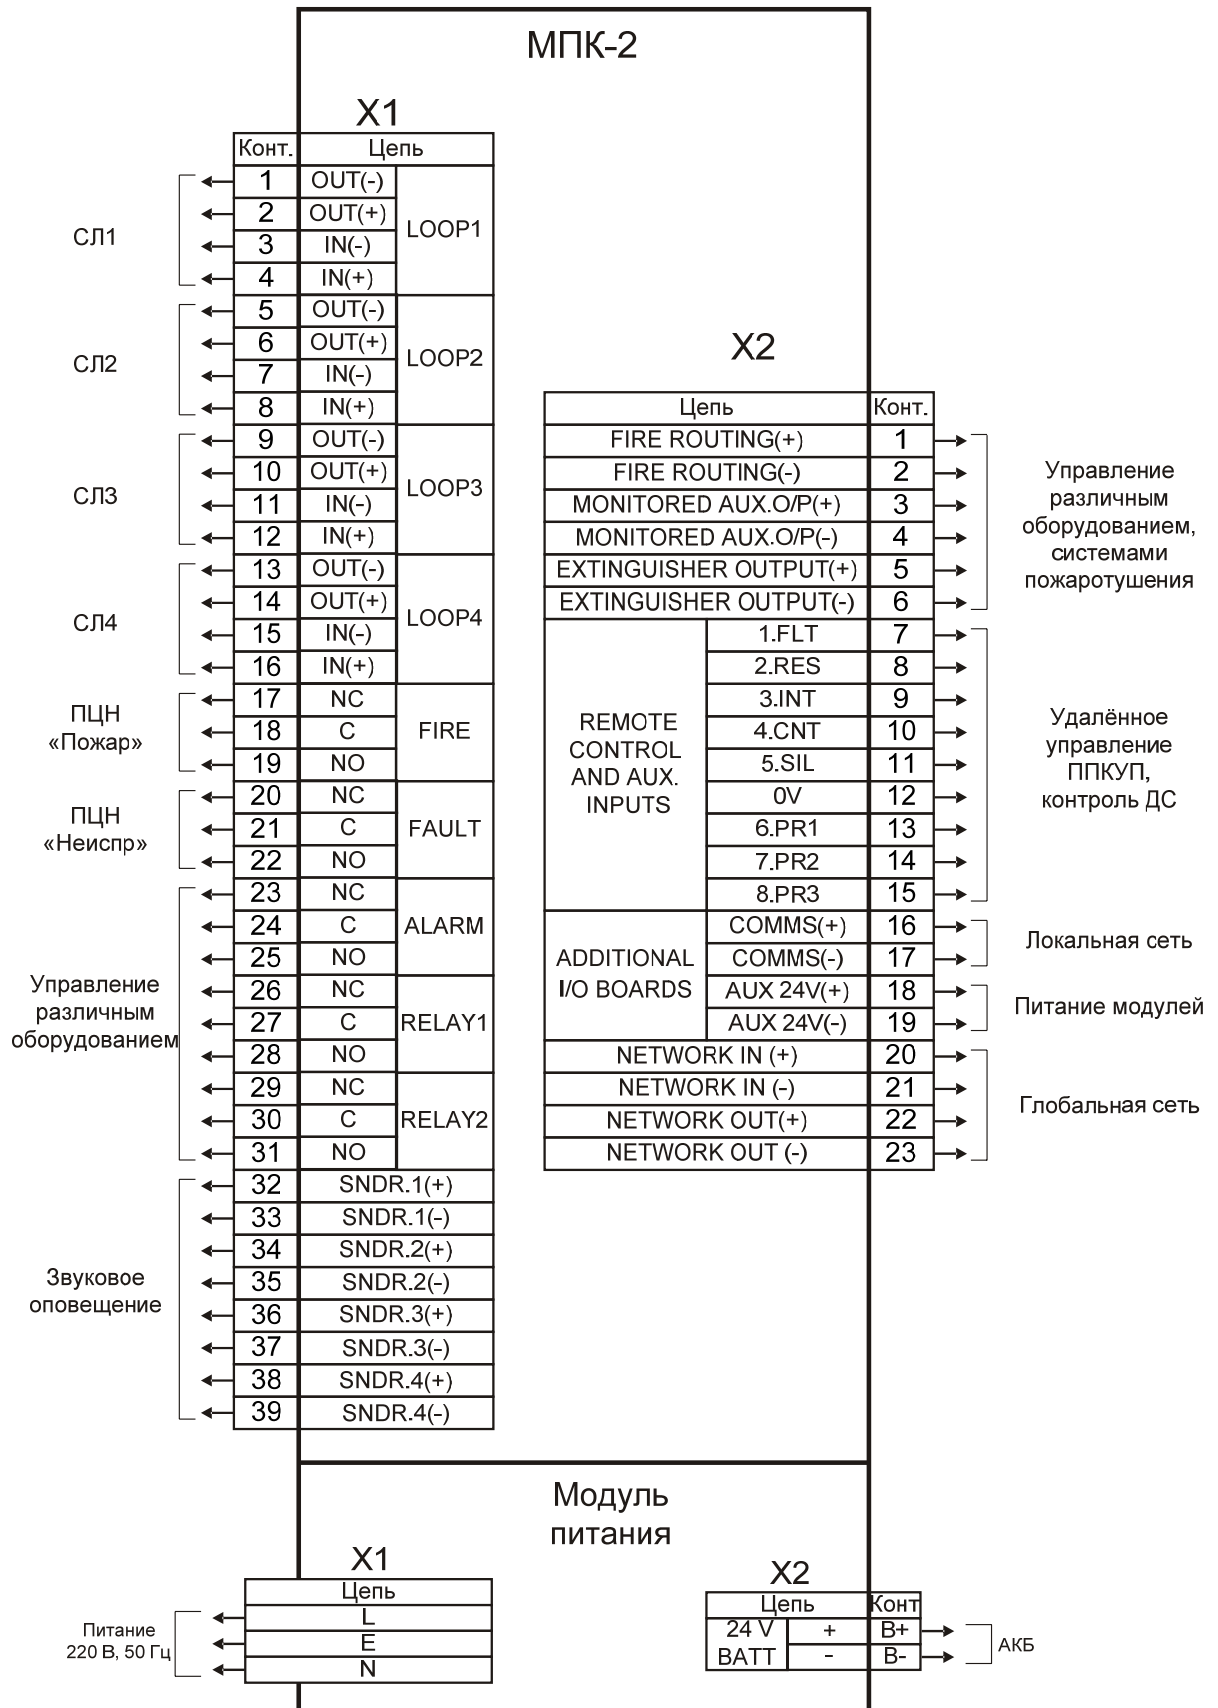 МПК-2
X1
Конт. Цепь
СЛ1
1 OUT(-)
2 OUT(+)
3 IN(-)
4 IN(+)
LOOP1
СЛ2
5 OUT(-)
6 OUT(+)
7 IN(-)
8 IN(+)
LOOP2
СЛ3
9 OUT(-)
10 OUT(+)
11 IN(-)
12 IN(+)
LOOP3
СЛ4
13 OUT(-)
14 OUT(+)
15 IN(-)
16 IN(+)
LOOP4
ПЦН
«Пожар»
17 NC
18 C
19 NO
FIRE
ПЦН
«Неиспр»
20 NC
21 C
22 NO
FAULT
Управление
различным
оборудованием
23 NC
24 C
25 NO
ALARM
26 NC
27 C
28 NO
RELAY1
29 NC
30 C
31 NO
RELAY2
Звуковое
оповещение
32 SNDR.1(+)
33 SNDR.1(-)
34 SNDR.2(+)
35 SNDR.2(-)
36 SNDR.3(+)
37 SNDR.3(-)
38 SNDR.4(+)
39 SNDR.4(-)
X2
Цепь Конт.
FIRE ROUTING(+) 1
FIRE ROUTING(-) 2
MONITORED AUX.O/P(+) 3
MONITORED AUX.O/P(-) 4
EXTINGUISHER OUTPUT(+) 5
EXTINGUISHER OUTPUT(-) 6
Управление
различным
оборудованием,
системами
пожаротушения
REMOTE
CONTROL
AND AUX.
INPUTS
1.FLT 7
2.RES 8
3.INT 9
4.CNT 10
5.SIL 11
0V 12
6.PR1 13
7.PR2 14
8.PR3 15
Удалённое
управление
ППКУП,
контроль ДС
ADDITIONAL
I/O BOARDS
COMMS(+) 16
COMMS(-) 17
AUX 24V(+) 18
AUX 24V(-) 19
Локальная сеть
Питание модулей
NETWORK IN (+) 20
NETWORK IN (-) 21
NETWORK OUT(+) 22
NETWORK OUT (-) 23
Глобальная сеть
Модуль
питания
X1
Цепь
L
E
N
Питание
220 В, 50 Гц
X2
Цепь Конт
24 V + B+
BATT - B-
АКБ